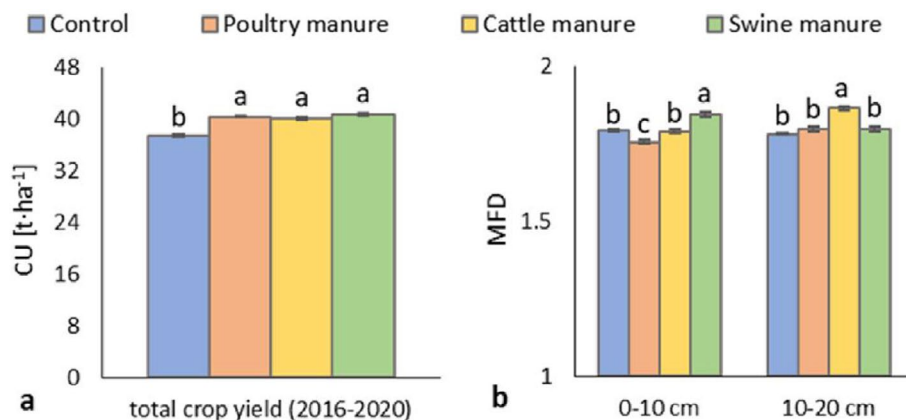 Control Poultry manure Cattle manure Swine manure
CU [t·ha⁻¹]
48
40
32
24
16
8
0
b a a a
total crop yield (2016-2020)
a
MFD
2
1.5
1
b c b a b b a b
0-10 cm 10-20 cm
b